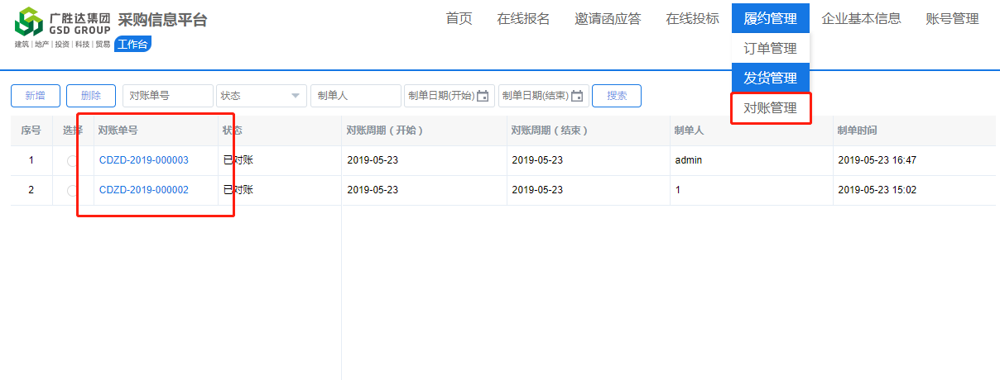 广胜达集团 采购信息平台
GSD GROUP
建筑 | 地产 | 投资 | 科技 | 贸易 工作台
首页 在线报名 邀请函应答 在线投标 履约管理 企业基本信息 账号管理
订单管理
发货管理
对账管理
新增 删除 对账单号 状态 制单人 制单日期(开始) 制单日期(结束) 搜索
序号 选择 对账单号 状态 对账周期（开始） 对账周期（结束） 制单人 制单时间
1 CDZD-2019-000003 已对账 2019-05-23 2019-05-23 admin 2019-05-23 16:47
2 CDZD-2019-000002 已对账 2019-05-23 2019-05-23 1 2019-05-23 15:02